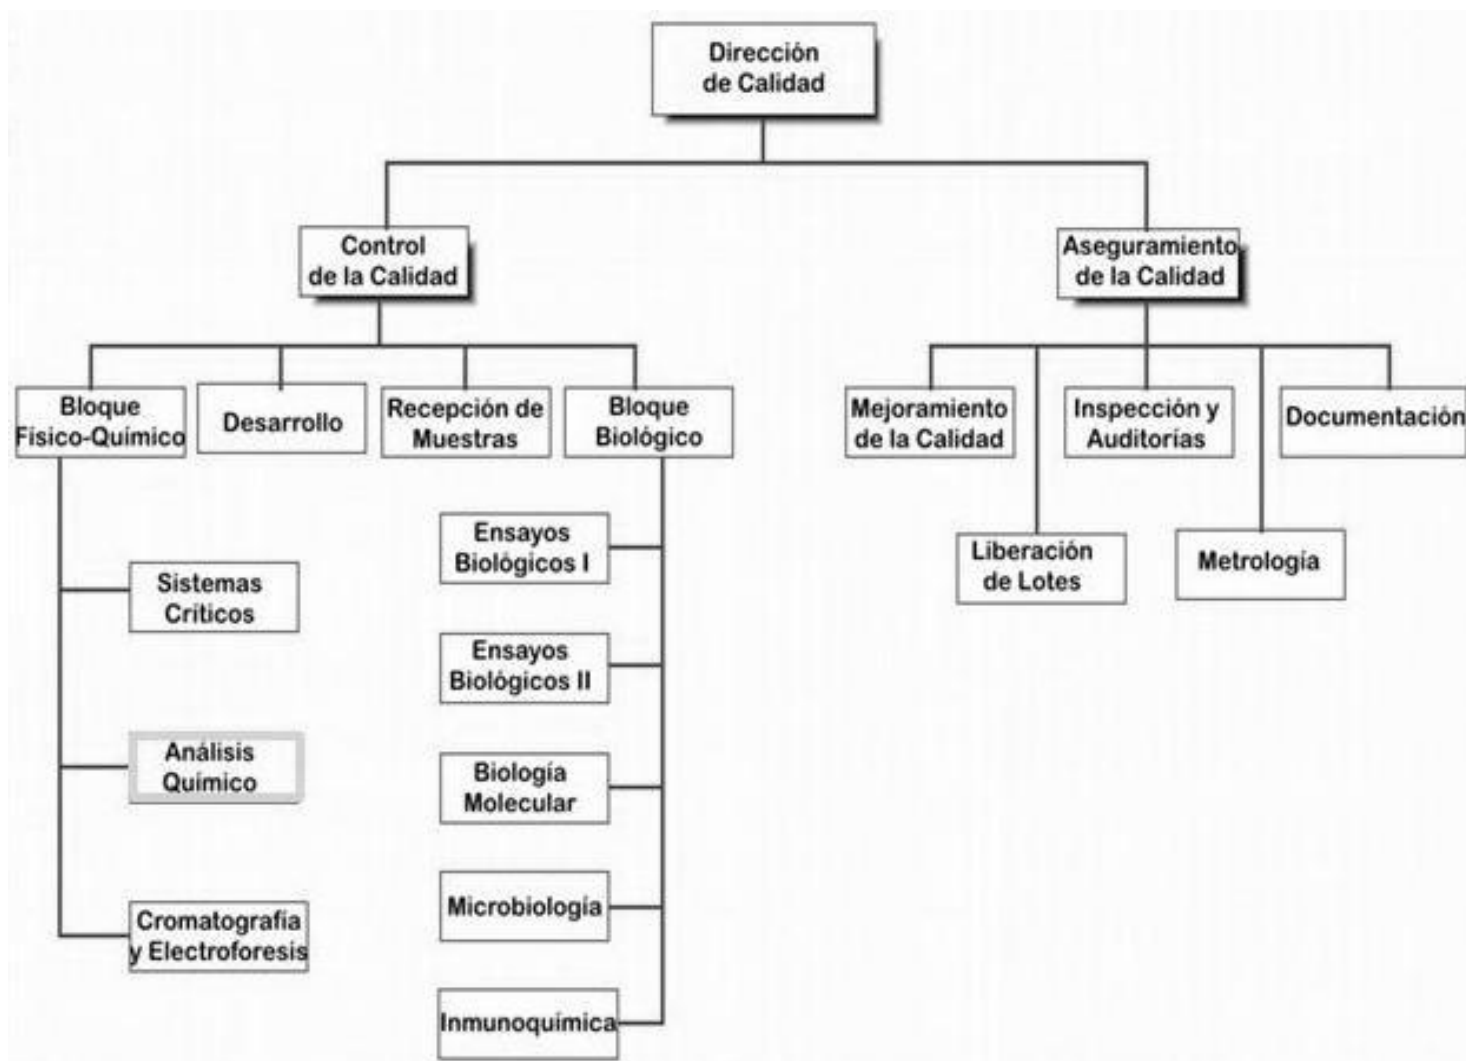 Dirección
de Calidad
Control
de la Calidad
Aseguramiento
de la Calidad
Bloque
Físico-Químico
Desarrollo
Recepción de
Muestras
Bloque
Biológico
Mejoramiento
de la Calidad
Inspección y
Auditorías
Documentación
Liberación
de Lotes
Metrología
Sistemas
Críticos
Análisis
Químico
Cromatografía
y Electroforesis
Ensayos
Biológicos I
Ensayos
Biológicos II
Biología
Molecular
Microbiología
Inmunoquímica